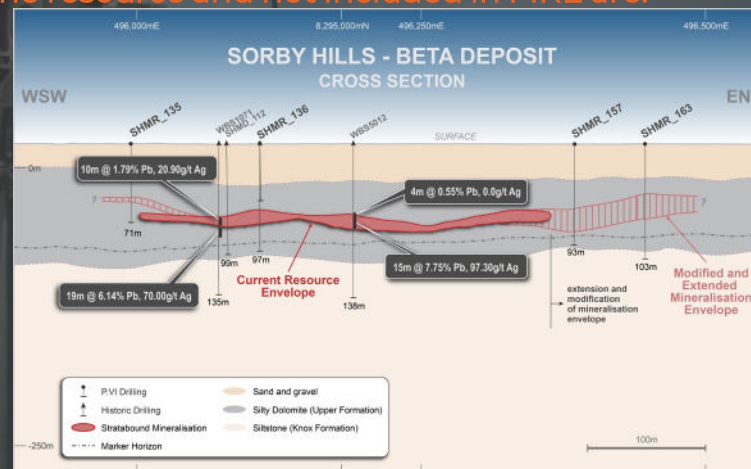 496,000mE
8,295,000mN
496,250mE
496,500mE
SORBY HILLS - BETA DEPOSIT
CROSS SECTION
WSW
SHMR_135
WBS1071
SHMD_112
SHMR_136
WBS5012
SURFACE
SHMR_157
SHMR_163
0m
10m @ 1.79% Pb, 20.90g/t Ag
4m @ 0.55% Pb, 0.0g/t Ag
?
?
71m
99m
97m
93m
103m
15m @ 7.75% Pb, 97.30g/t Ag
Current Resource
Envelope
19m @ 6.14% Pb, 70.00g/t Ag
135m
138m
extension and
modification
of mineralisation
envelope
Modified and
Extended
Mineralisation
Envelope
P.VI Drilling
Sand and gravel
Historic Drilling
Silty Dolomite (Upper Formation)
Stratabound Mineralisation
Siltstone (Knox Formation)
Marker Horizon
-250m
100m